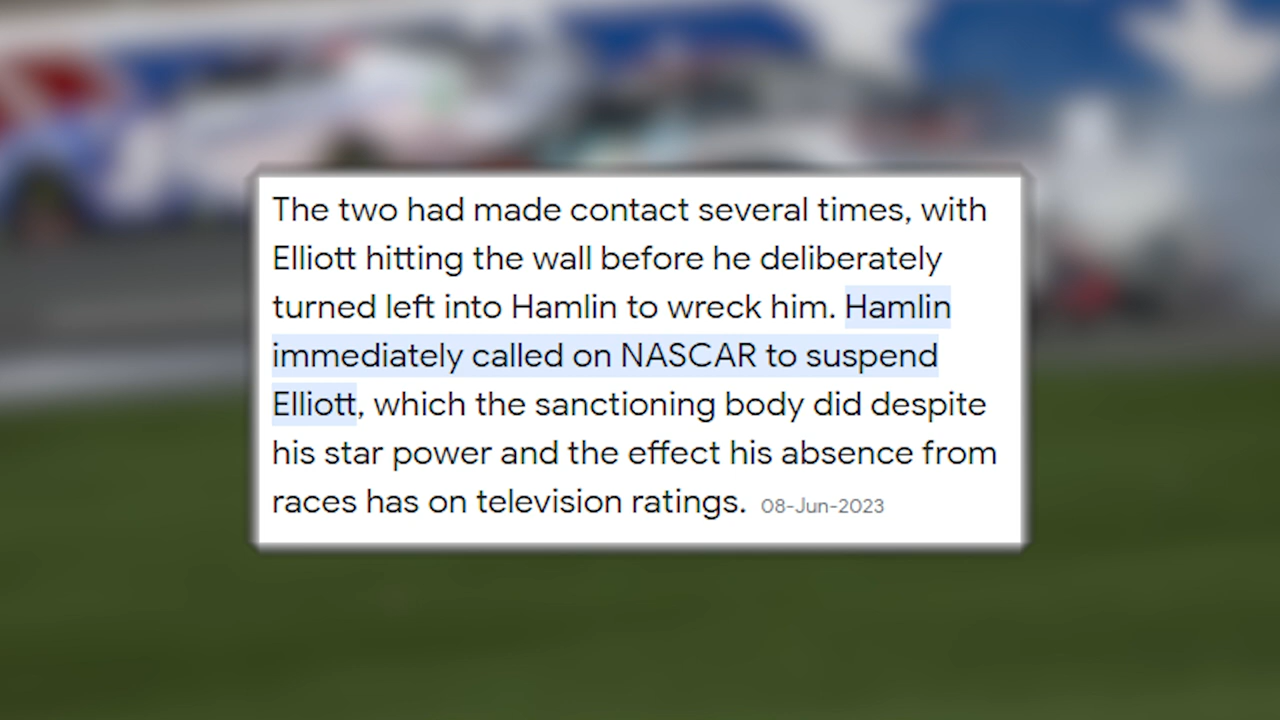 The two had made contact several times, with
Elliott hitting the wall before he deliberately
turned left into Hamlin to wreck him. Hamlin
immediately called on NASCAR to suspend
Elliott, which the sanctioning body did despite
his star power and the effect his absence from
races has on television ratings. 08-Jun-2023